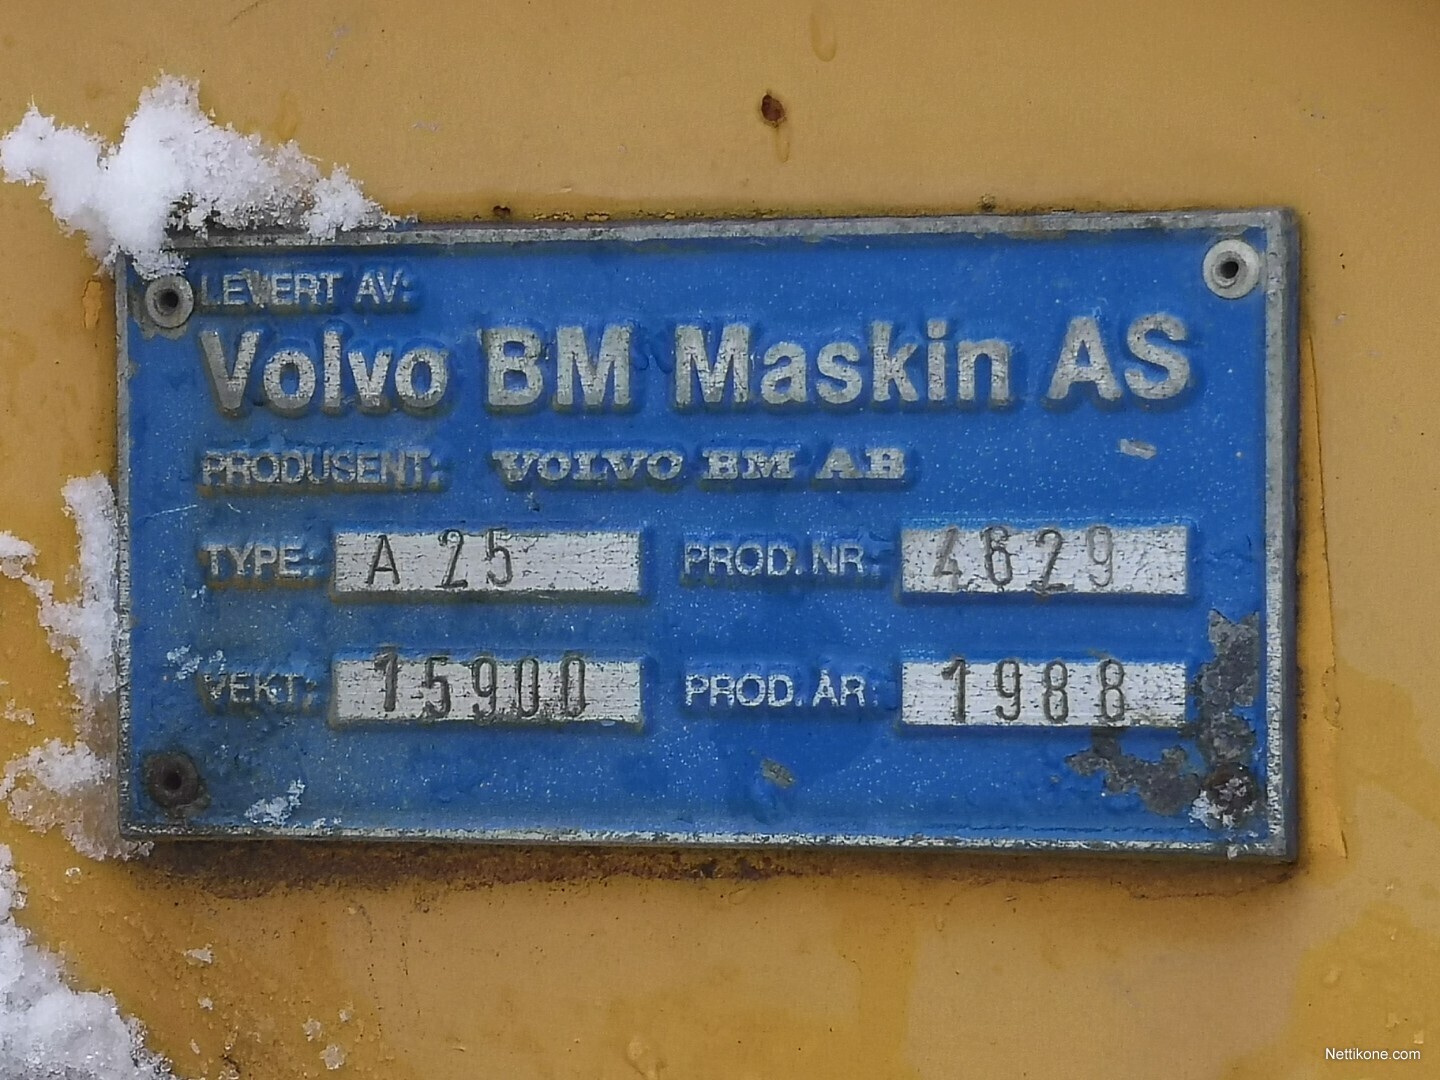 LEVERT AV:
Volvo BM Maskin AS
PRODUSENT: VOLVO BM AB
TYPE: A 25 PROD. NR. 4629
VEKT: 15900 PROD. ÅR. 1988
Nettikone.com